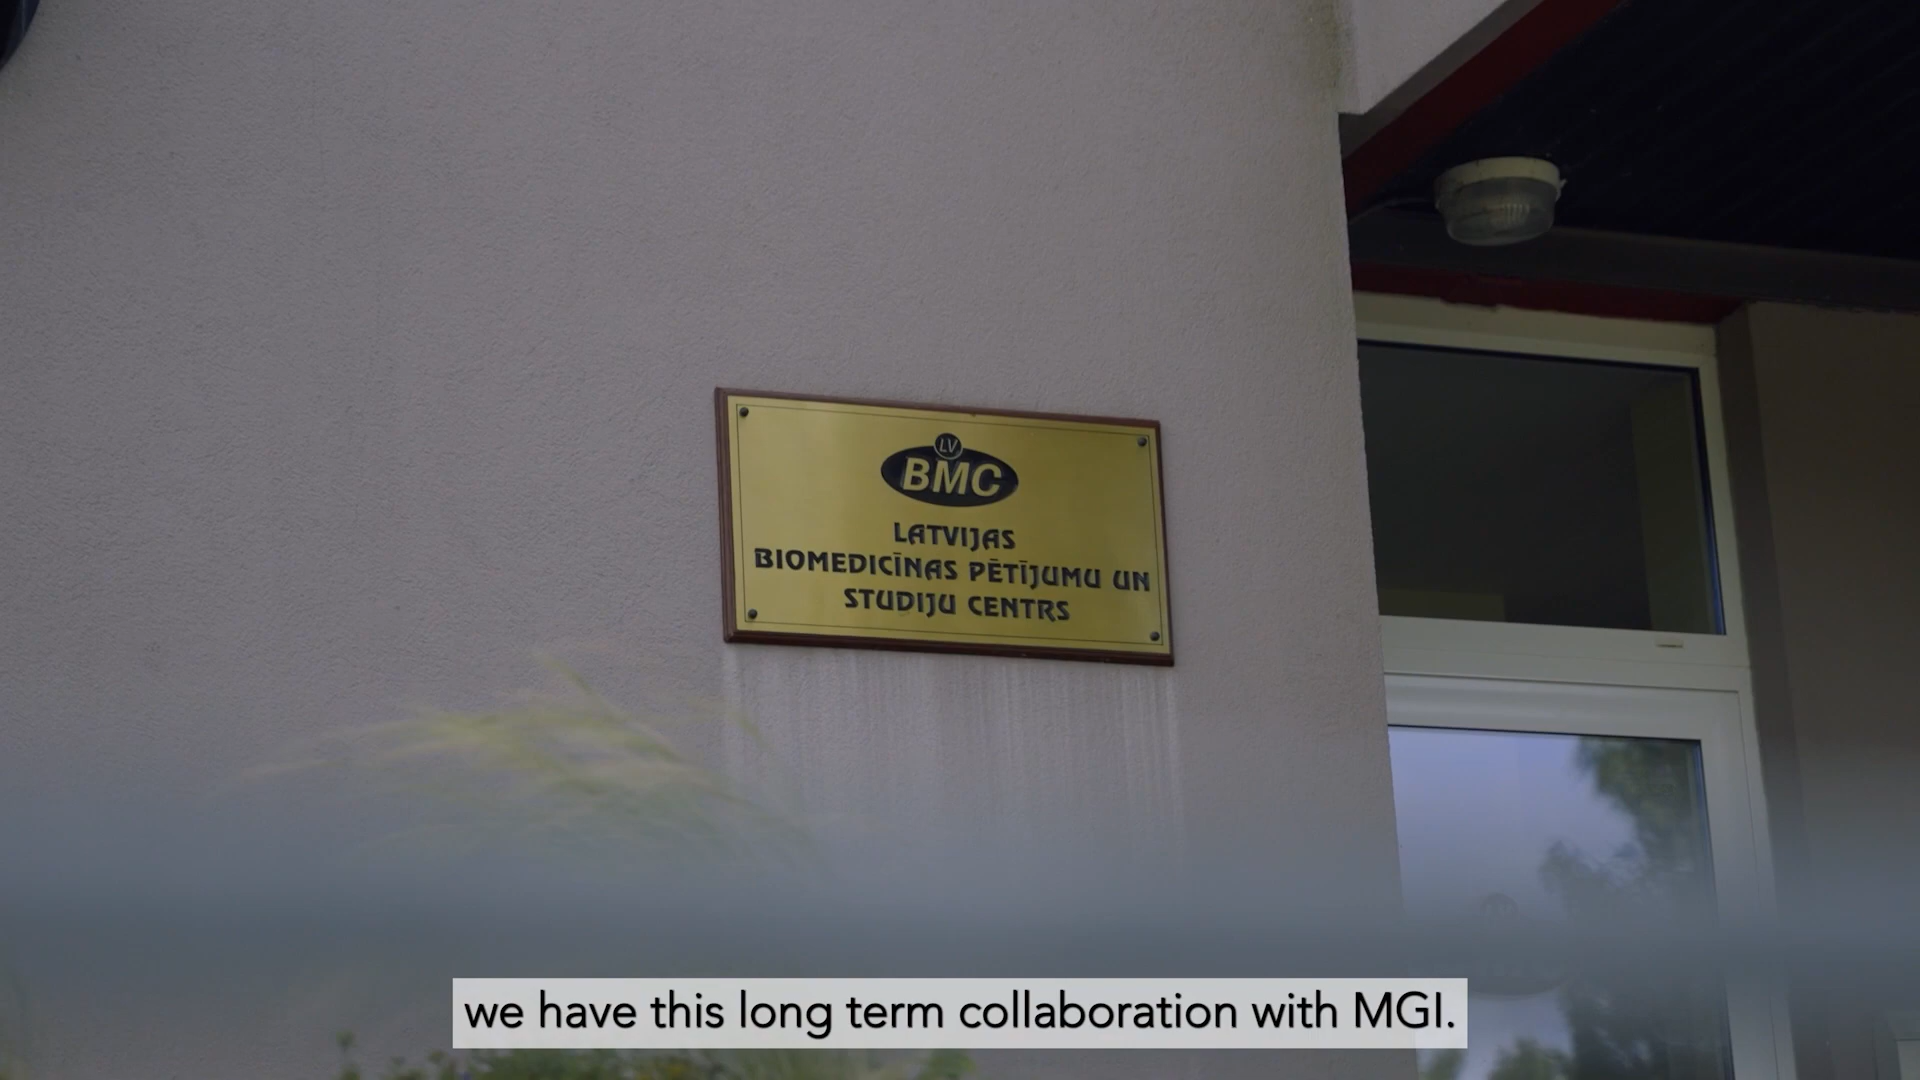 LV
BMC
LATVIJAS
BIOMEDICĪNAS PĒTĪJUMU UN
STUDIJU CENTRS
we have this long term collaboration with MGI.